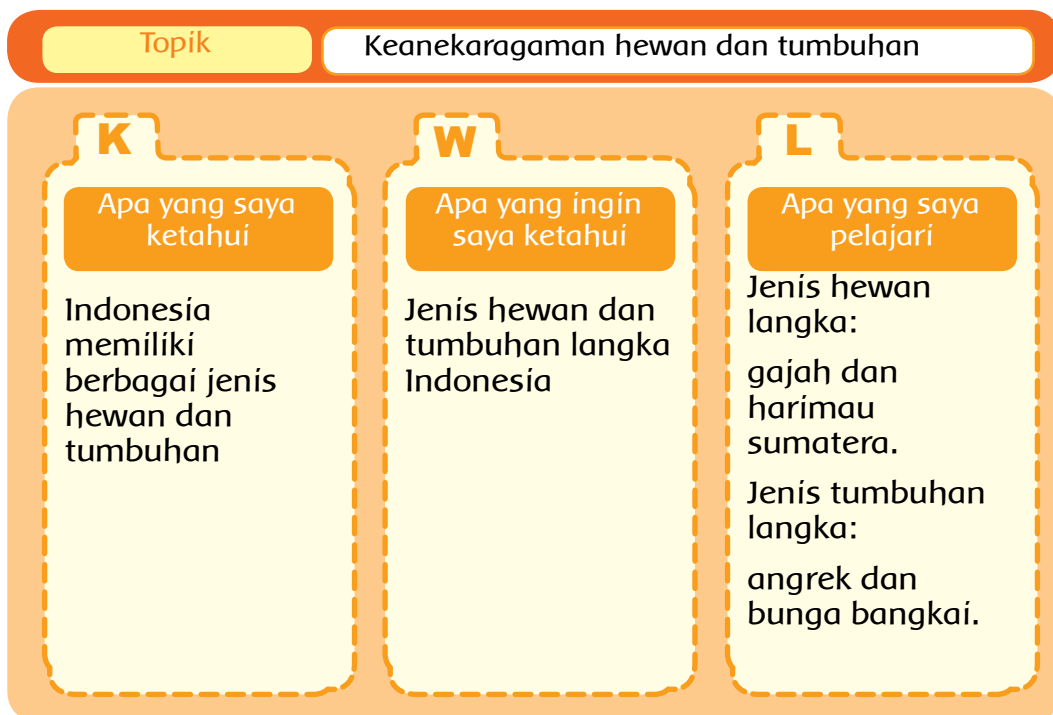 Topik
Keanekaragaman hewan dan tumbuhan
K
Apa yang saya
ketahui
Indonesia
memiliki
berbagai jenis
hewan dan
tumbuhan
W
Apa yang ingin
saya ketahui
Jenis hewan dan
tumbuhan langka
Indonesia
L
Apa yang saya
pelajari
Jenis hewan
langka:
gajah dan
harimau
sumatera.
Jenis tumbuhan
langka:
angrek dan
bunga bangkai.